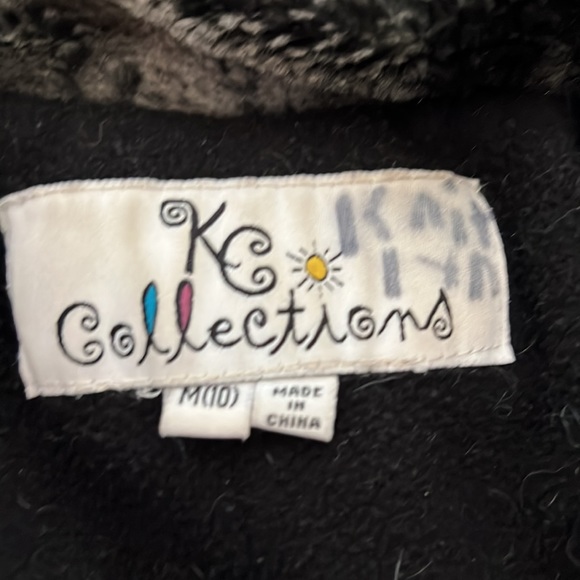 KC
Collections
M(10)
MADE
IN
CHINA